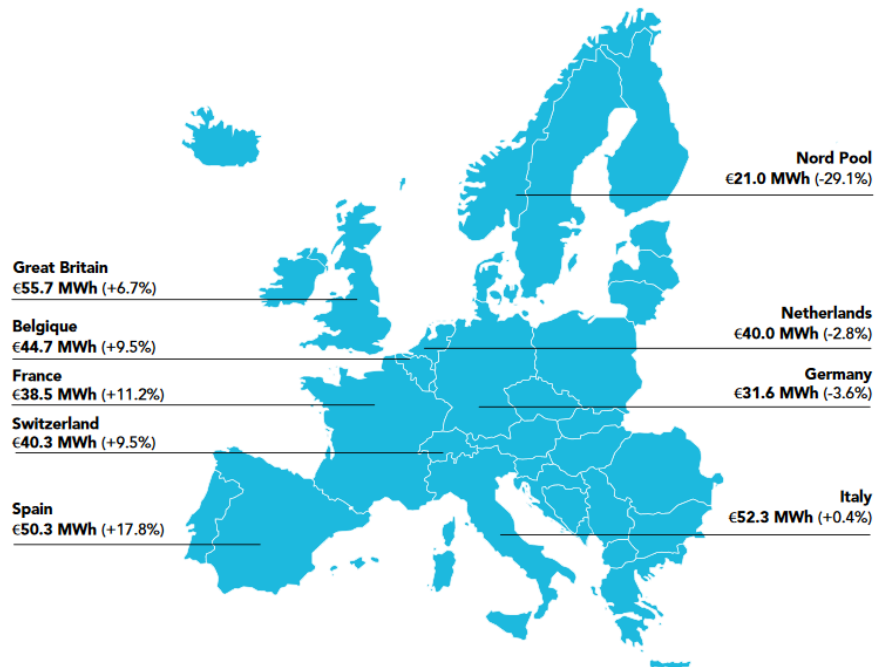 Nord Pool
€21.0 MWh (-29.1%)
Great Britain
€55.7 MWh (+6.7%)
Belgique
€44.7 MWh (+9.5%)
France
€38.5 MWh (+11.2%)
Switzerland
€40.3 MWh (+9.5%)
Spain
€50.3 MWh (+17.8%)
Netherlands
€40.0 MWh (-2.8%)
Germany
€31.6 MWh (-3.6%)
Italy
€52.3 MWh (+0.4%)